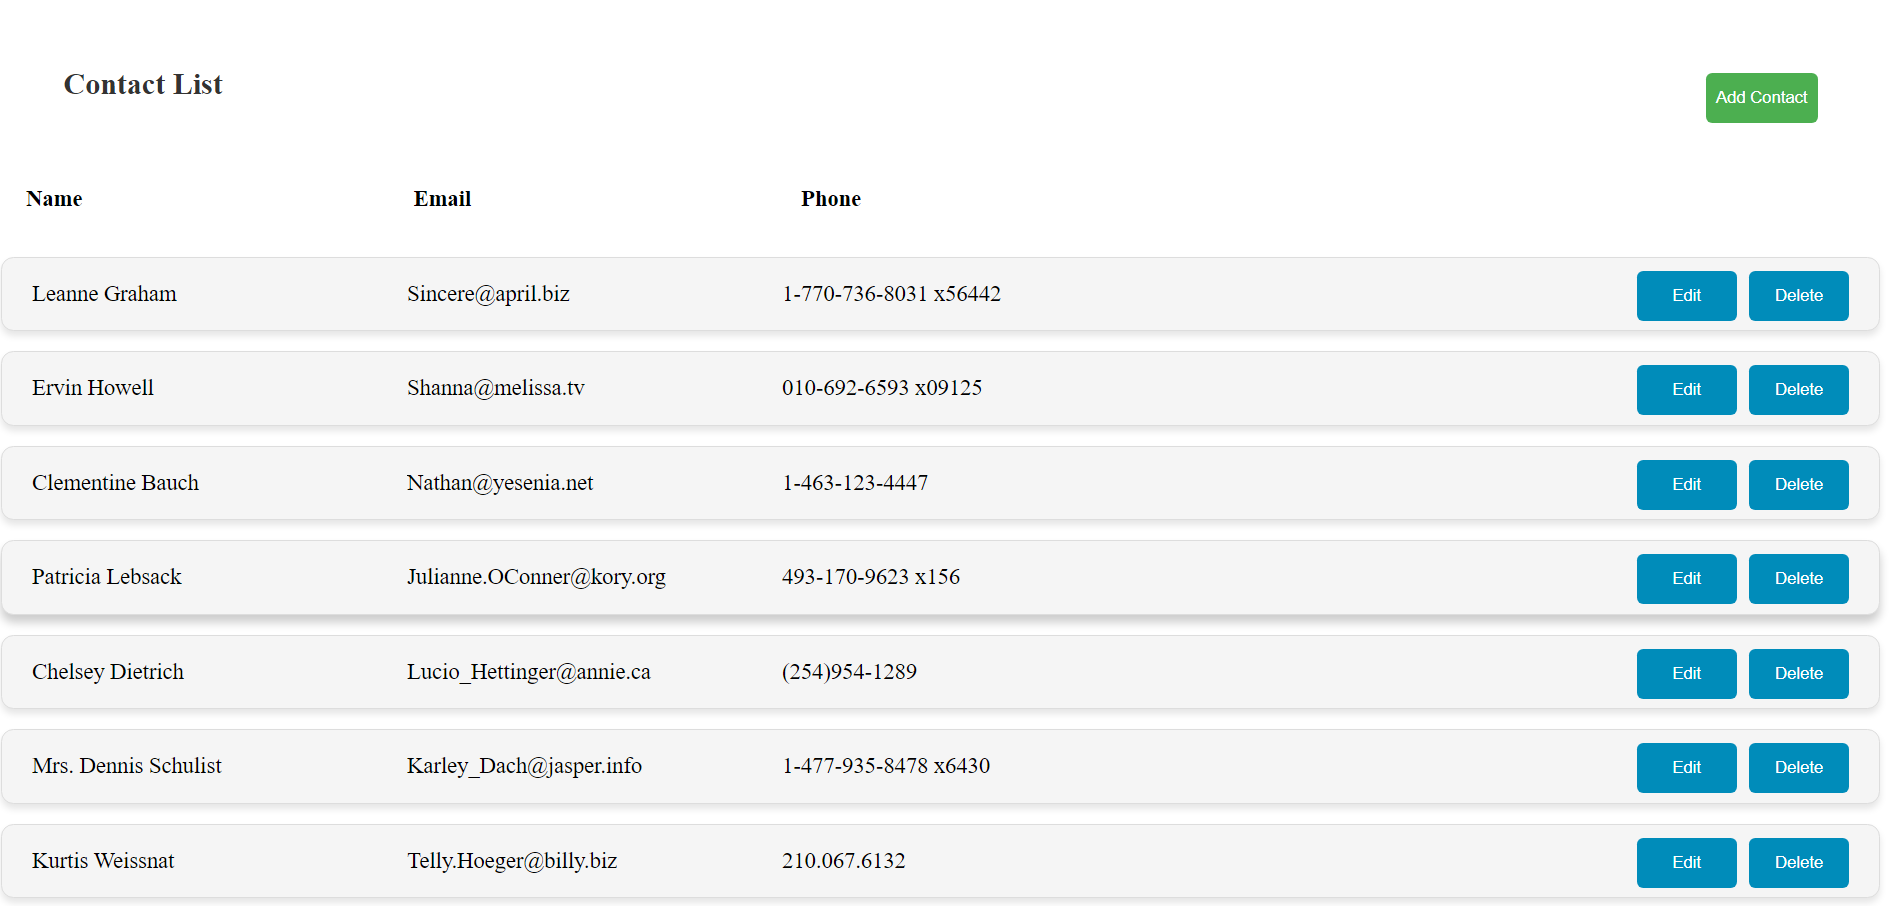 Contact List
Add Contact
Name Email Phone
Leanne Graham Sincere@april.biz 1-770-736-8031 x56442 Edit Delete
Ervin Howell Shanna@melissa.tv 010-692-6593 x09125 Edit Delete
Clementine Bauch Nathan@yesenia.net 1-463-123-4447 Edit Delete
Patricia Lebsack Julianne.OConner@kory.org 493-170-9623 x156 Edit Delete
Chelsey Dietrich Lucio_Hettinger@annie.ca (254)954-1289 Edit Delete
Mrs. Dennis Schulist Karley_Dach@jasper.info 1-477-935-8478 x6430 Edit Delete
Kurtis Weissnat Telly.Hoeger@billy.biz 210.067.6132 Edit Delete